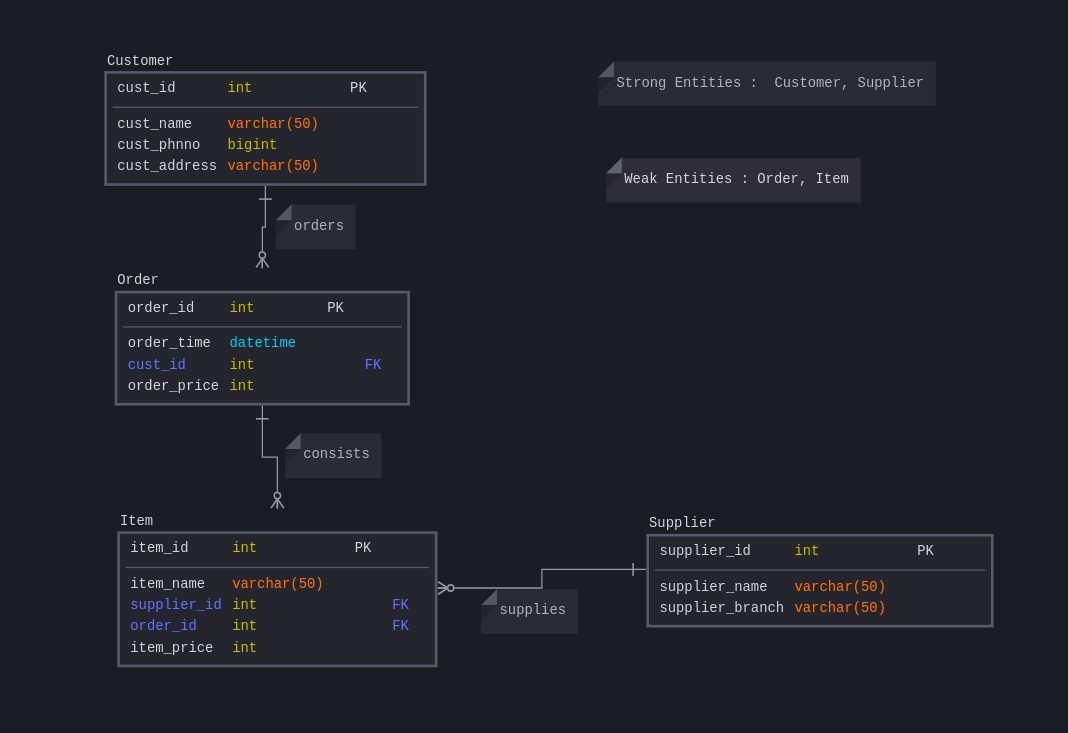 Customer
cust_id int PK
cust_name varchar(50)
cust_phnno bigint
cust_address varchar(50)
Strong Entities :  Customer, Supplier
Weak Entities : Order, Item
orders
Order
order_id int PK
order_time datetime
cust_id int FK
order_price int
consists
Item
item_id int PK
item_name varchar(50)
supplier_id int FK
order_id int FK
item_price int
supplies
Supplier
supplier_id int PK
supplier_name varchar(50)
supplier_branch varchar(50)